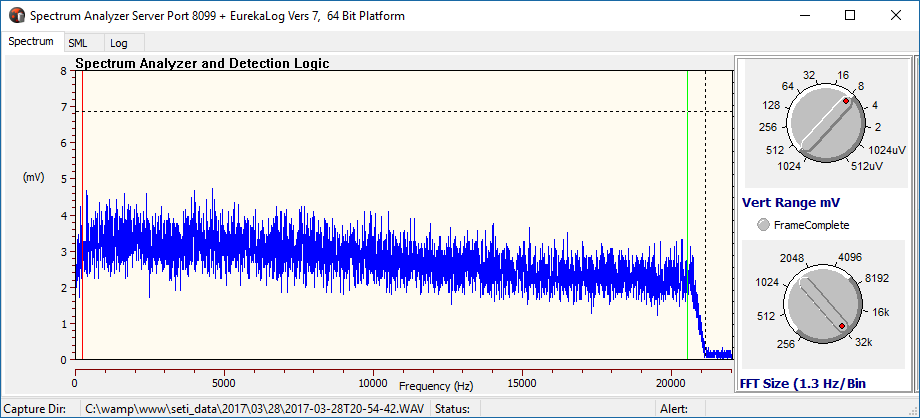 Spectrum Analyzer Server Port 8099 + EurekaLog Vers 7,  64 Bit Platform
Spectrum SML Log
Spectrum Analyzer and Detection Logic
8
7
6
5
4
3
2
1
0
(mV)
0 5000 10000 15000 20000
Frequency (Hz)
32 16
64 8
128 4
256 2
512 1024uV
1024 512uV
Vert Range mV
FrameComplete
2048 4096
1024 8192
512 16k
256 32k
FFT Size (1.3 Hz/Bin
Capture Dir: C:\wamp\www\seti_data\2017\03\28\2017-03-28T20-54-42.WAV Status: Alert: